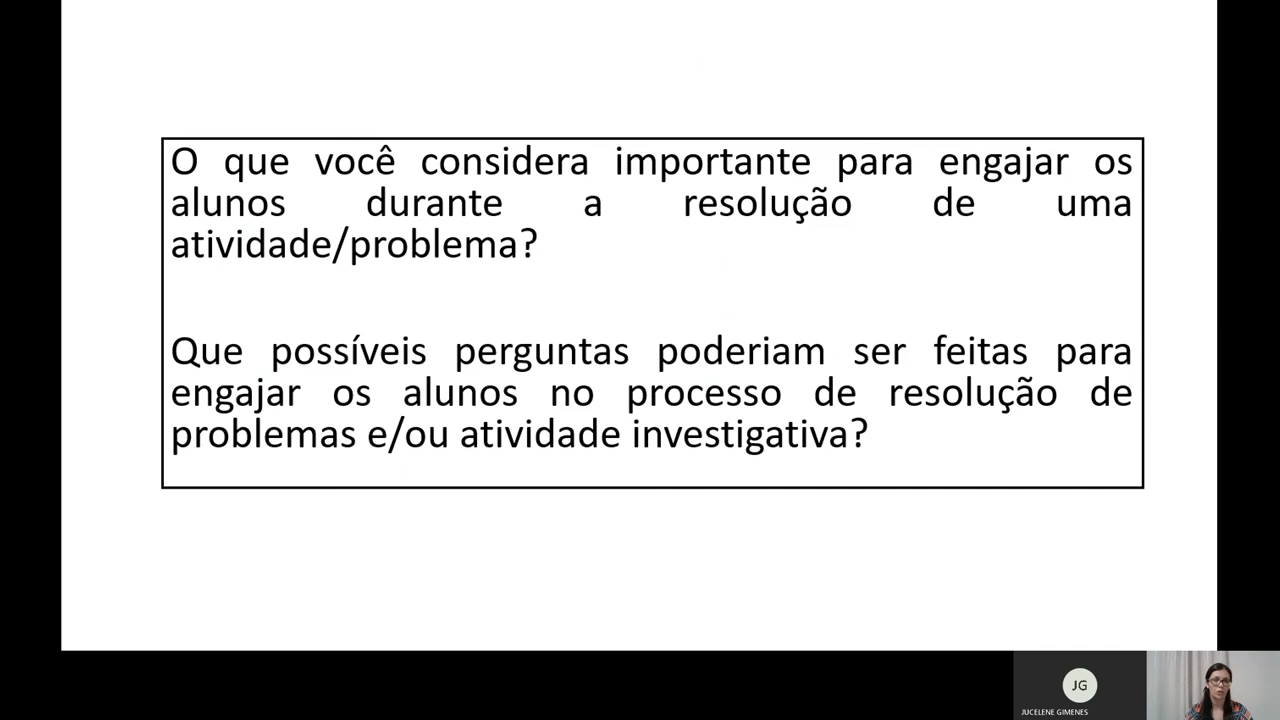 O que você considera importante para engajar os
alunos durante a resolução de uma
atividade/problema?
Que possíveis perguntas poderiam ser feitas para
engajar os alunos no processo de resolução de
problemas e/ou atividade investigativa?
JG
JUCELENE GIMENES